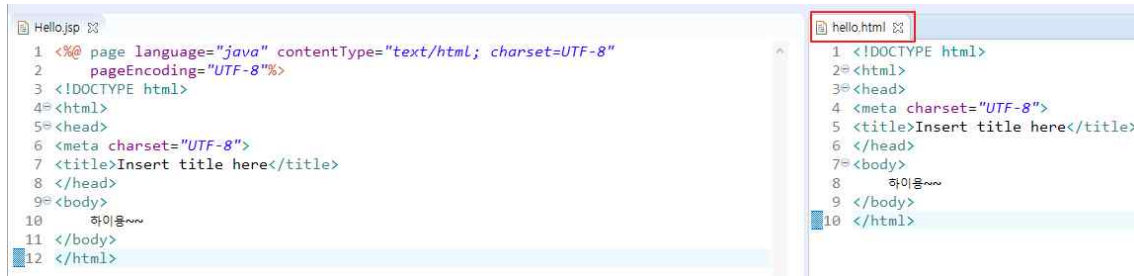 Hello.jsp
1 <%@ page language="java" contentType="text/html; charset=UTF-8"
2 pageEncoding="UTF-8"%>
3 <!DOCTYPE html>
4 <html>
5 <head>
6 <meta charset="UTF-8">
7 <title>Insert title here</title>
8 </head>
9 <body>
10 하이용~~
11 </body>
12 </html>
hello.html
1 <!DOCTYPE html>
2 <html>
3 <head>
4 <meta charset="UTF-8">
5 <title>Insert title here</title>
6 </head>
7 <body>
8 하이용~~
9 </body>
10 </html>